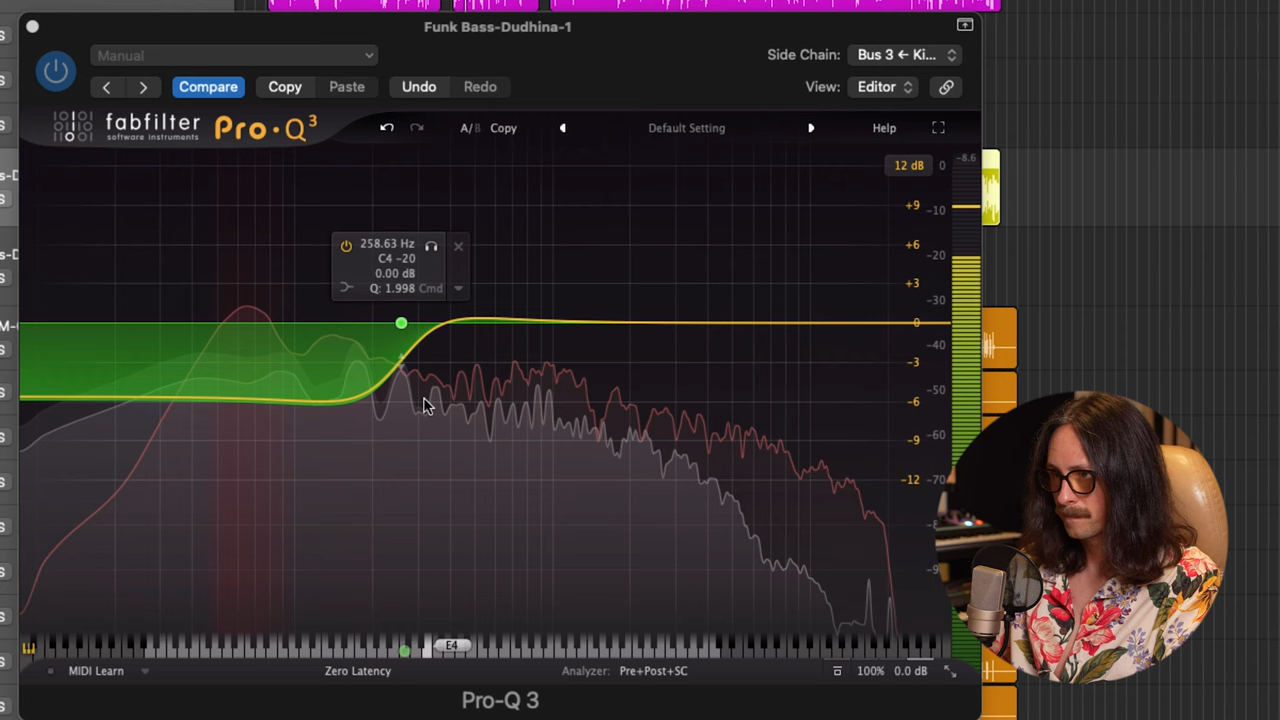 Funk Bass-Dudhina-1
Manual
Side Chain: Bus 3 ← Ki...
Compare Copy Paste Undo Redo
View: Editor
fabfilter
software instruments
Pro·Q 3
A/B Copy
Default Setting
Help
12 dB 0 -8.6
+9 -10
+6 -20
+3 -30
0 -40
-3 -50
-6 -60
-9 -70
-12
258.63 Hz
C4 -20
0.00 dB
Q: 1.998 Cmd
E4
MIDI Learn
Zero Latency
Analyzer: Pre+Post+SC
100% 0.0 dB
Pro-Q 3